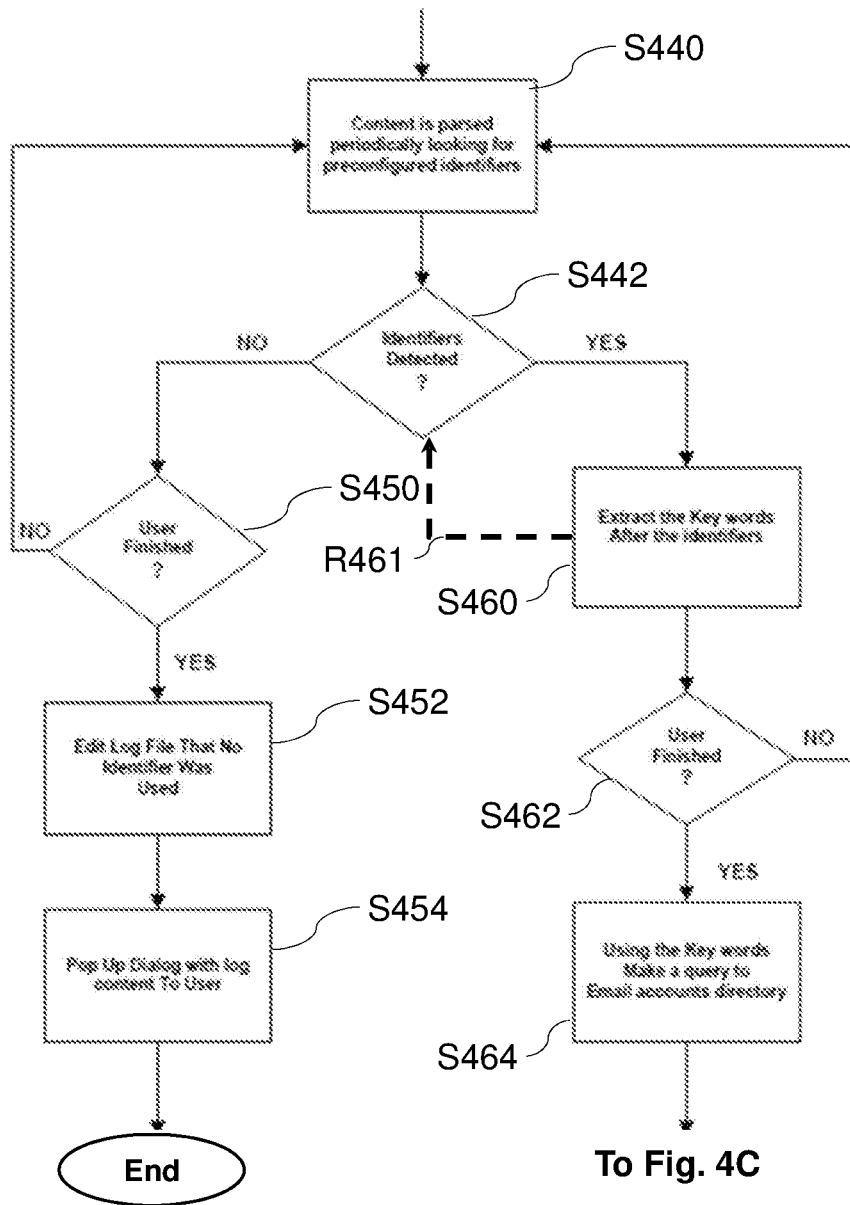 S440
Content is parsed
periodically looking for
preconfigured identifiers
S442
Identifiers
Detected
?
NO
YES
S450
User
Finished
?
NO
YES
R461
S460
Extract the Key words
After the identifiers
S452
Edit Log File That No
Identifier Was
Used
User
Finished
?
NO
S462
YES
S454
Pop Up Dialog with log
content To User
Using the Key words
Make a query to
Email accounts directory
S464
End
To Fig. 4C